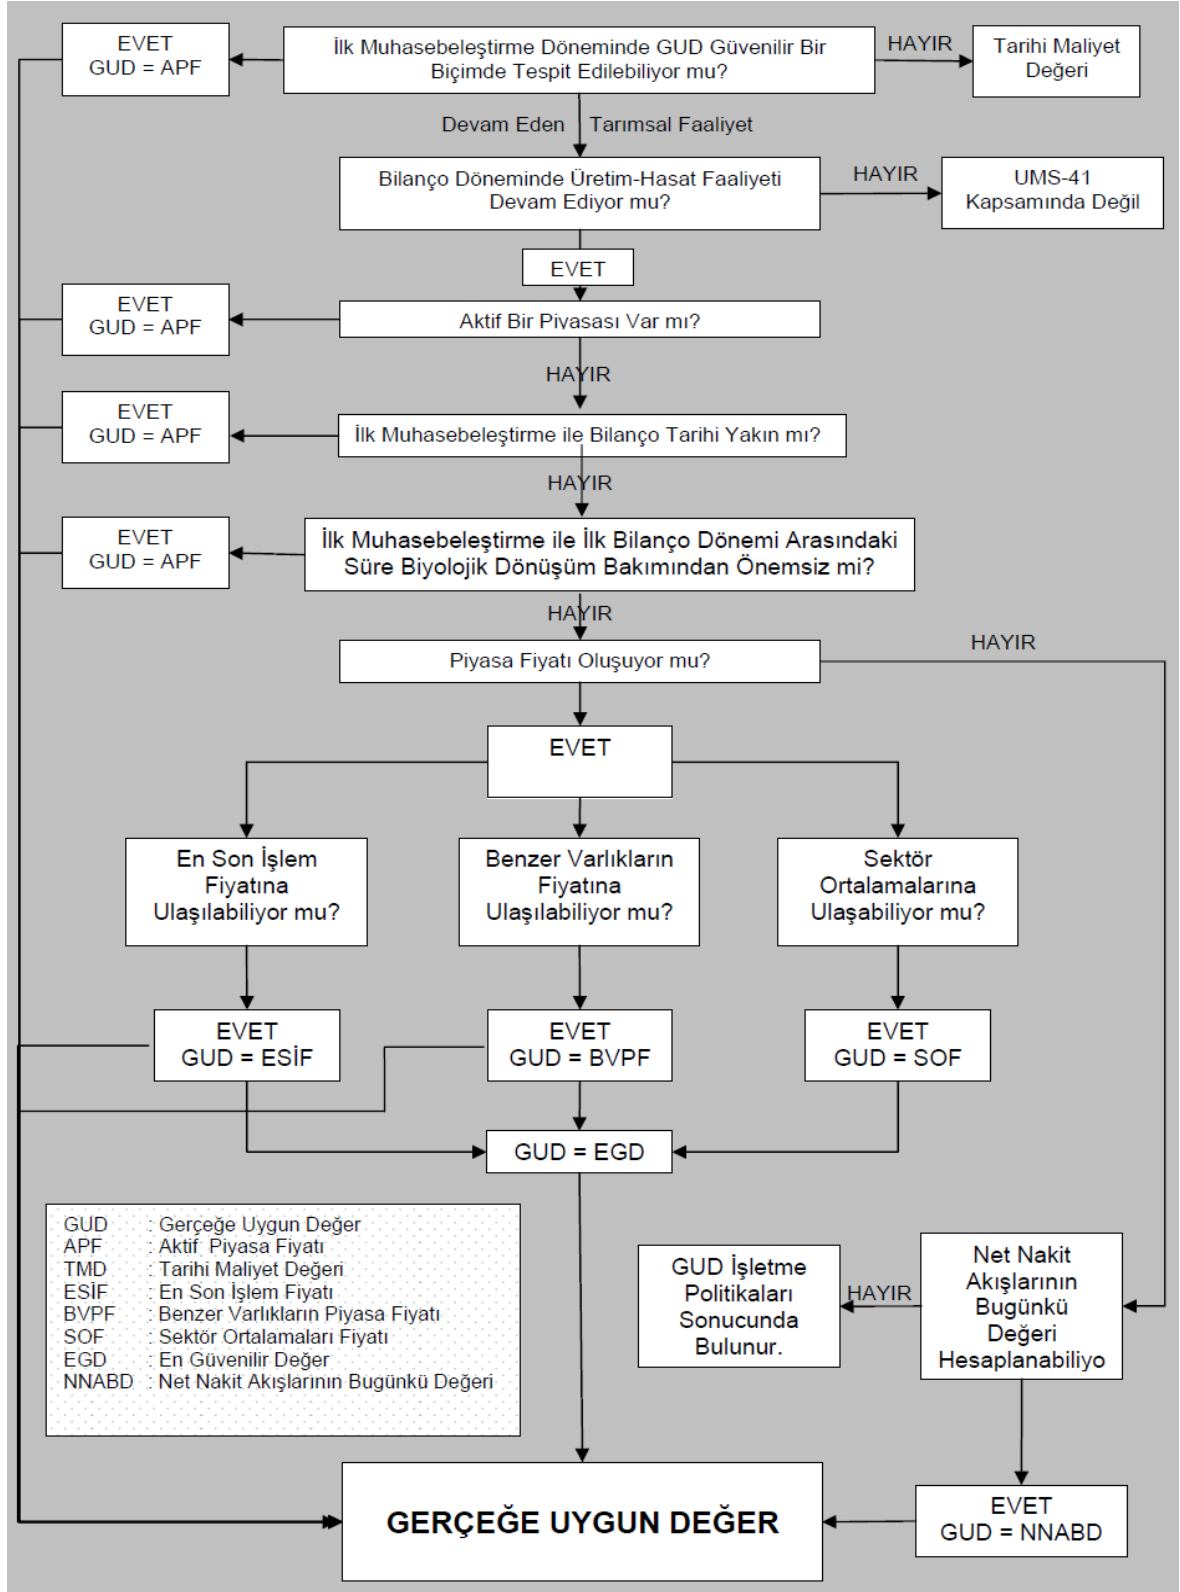 EVET
GUD = APF
İlk Muhasebeleştirme Döneminde GUD Güvenilir Bir
Biçimde Tespit Edilebiliyor mu?
HAYIR
Tarihi Maliyet
Değeri
Devam Eden Tarımsal Faaliyet
Bilanço Döneminde Üretim-Hasat Faaliyeti
Devam Ediyor mu?
HAYIR
UMS-41
Kapsamında Değil
EVET
EVET
GUD = APF
Aktif Bir Piyasası Var mı?
HAYIR
EVET
GUD = APF
İlk Muhasebeleştirme ile Bilanço Tarihi Yakın mı?
HAYIR
EVET
GUD = APF
İlk Muhasebeleştirme ile İlk Bilanço Dönemi Arasındaki
Süre Biyolojik Dönüşüm Bakımından Önemsiz mi?
HAYIR
Piyasa Fiyatı Oluşuyor mu?
HAYIR
EVET
En Son İşlem
Fiyatına
Ulaşılabiliyor mu?
Benzer Varlıkların
Fiyatına
Ulaşılabiliyor mu?
Sektör
Ortalamalarına
Ulaşabiliyor mu?
EVET
GUD = ESİF
EVET
GUD = BVPF
EVET
GUD = SOF
GUD = EGD
GUD : Gerçeğe Uygun Değer
APF : Aktif Piyasa Fiyatı
TMD : Tarihi Maliyet Değeri
ESİF : En Son İşlem Fiyatı
BVPF : Benzer Varlıkların Piyasa Fiyatı
SOF : Sektör Ortalamaları Fiyatı
EGD : En Güvenilir Değer
NNABD : Net Nakit Akışlarının Bugünkü Değeri
GUD İşletme
Politikaları
Sonucunda
Bulunur.
HAYIR
Net Nakit
Akışlarının
Bugünkü
Değeri
Hesaplanabiliyo
EVET
GUD = NNABD
GERÇEĞE UYGUN DEĞER